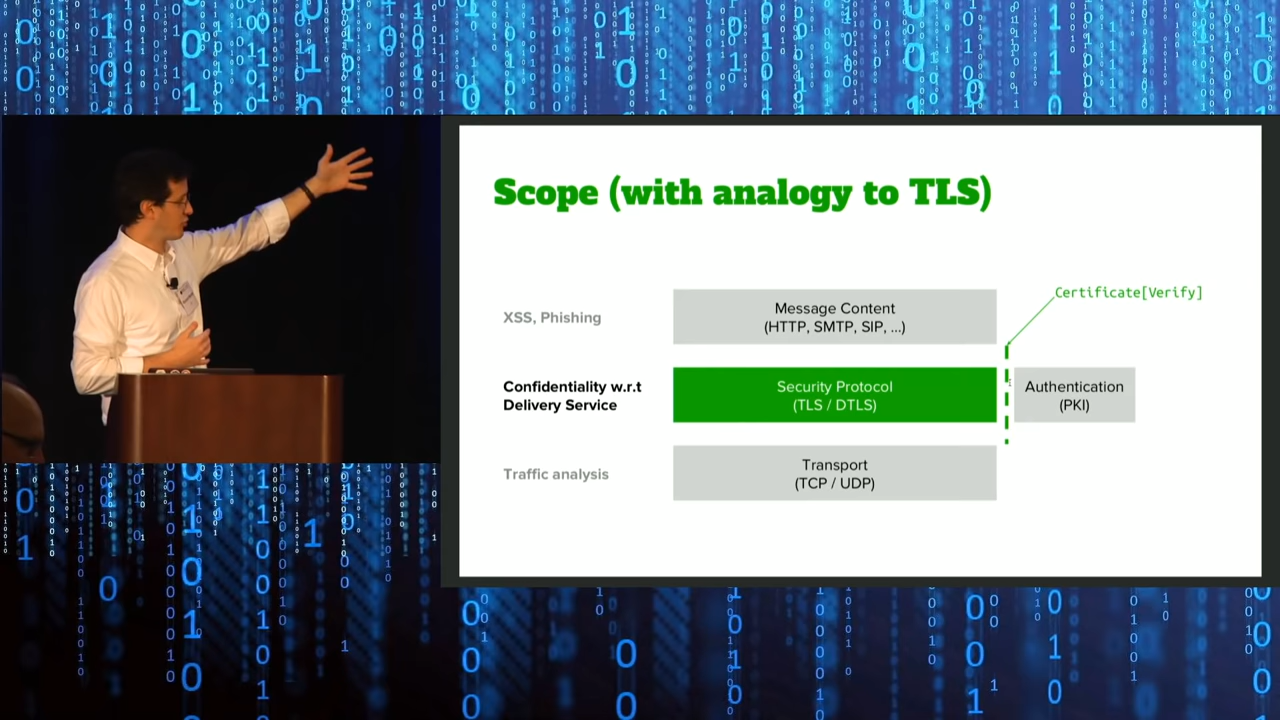 Scope (with analogy to TLS)
Certificate[Verify]
XSS, Phishing
Message Content
(HTTP, SMTP, SIP, ...)
Confidentiality w.r.t
Delivery Service
Security Protocol
(TLS / DTLS)
Authentication
(PKI)
Traffic analysis
Transport
(TCP / UDP)